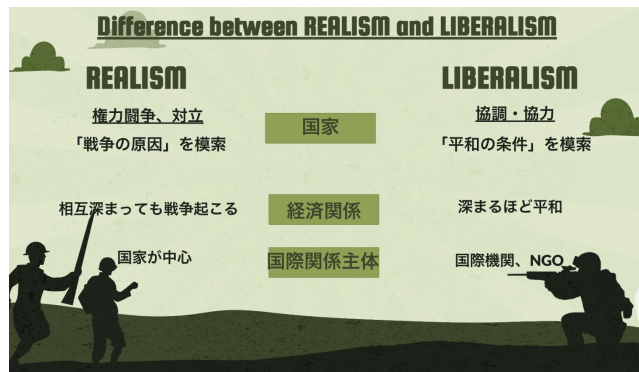 Difference between REALISM and LIBERALISM
REALISM
LIBERALISM
権力闘争、対立
国家
協調・協力
「戦争の原因」を模索
「平和の条件」を模索
相互深まっても戦争起こる
経済関係
深まるほど平和
国家が中心
国際関係主体
国際機関、NGO